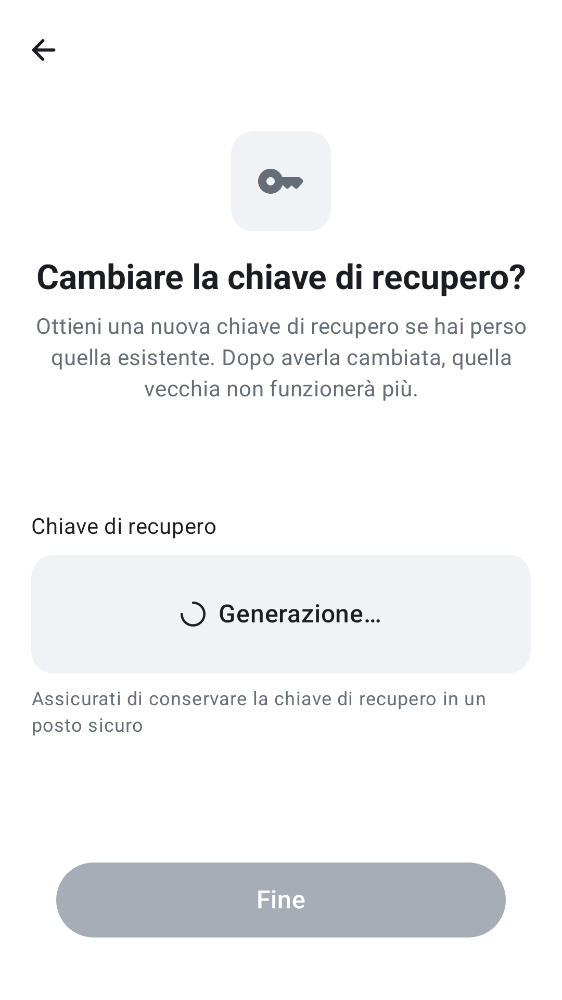 Cambiare la chiave di recupero?
Ottieni una nuova chiave di recupero se hai perso
quella esistente. Dopo averla cambiata, quella
vecchia non funzionerà più.
Chiave di recupero
Generazione…
Assicurati di conservare la chiave di recupero in un
posto sicuro
Fine